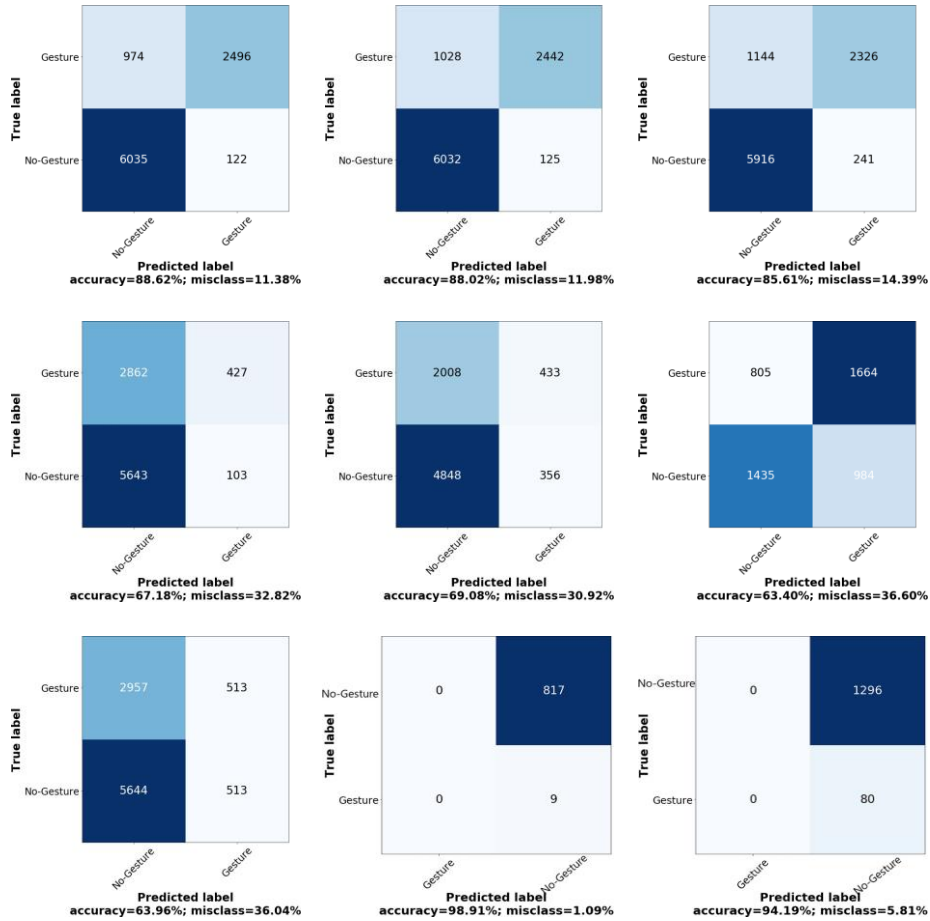 Gesture 974 2496
True label
No-Gesture 6035 122
No-Gesture Gesture
Predicted label
accuracy=88.62%; misclass=11.38%
Gesture 1028 2442
True label
No-Gesture 6032 125
No-Gesture Gesture
Predicted label
accuracy=88.02%; misclass=11.98%
Gesture 1144 2326
True label
No-Gesture 5916 241
No-Gesture Gesture
Predicted label
accuracy=85.61%; misclass=14.39%
Gesture 2862 427
True label
No-Gesture 5643 103
No-Gesture Gesture
Predicted label
accuracy=67.18%; misclass=32.82%
Gesture 2008 433
True label
No-Gesture 4848 356
No-Gesture Gesture
Predicted label
accuracy=69.08%; misclass=30.92%
Gesture 805 1664
True label
No-Gesture 1435 984
No-Gesture Gesture
Predicted label
accuracy=63.40%; misclass=36.60%
Gesture 2957 513
True label
No-Gesture 5644 513
No-Gesture Gesture
Predicted label
accuracy=63.96%; misclass=36.04%
No-Gesture 0 817
True label
Gesture 0 9
Gesture No-Gesture
Predicted label
accuracy=98.91%; misclass=1.09%
No-Gesture 0 1296
True label
Gesture 0 80
Gesture No-Gesture
Predicted label
accuracy=94.19%; misclass=5.81%